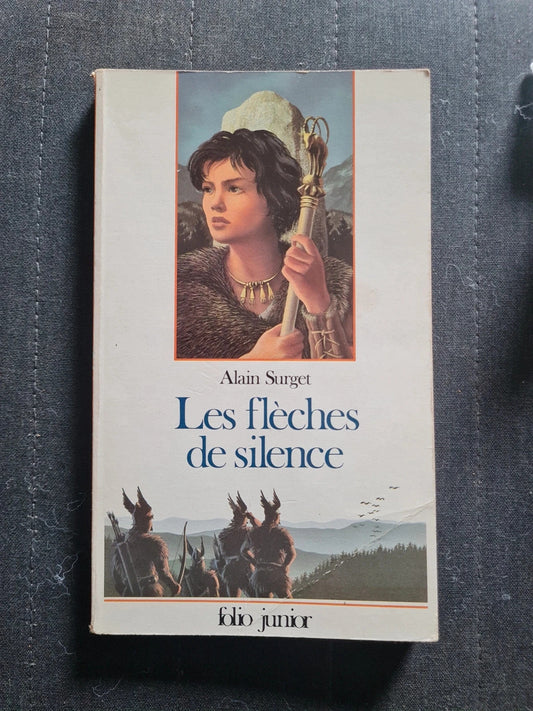 Alain Surget
Les flèches
de silence
folio junior